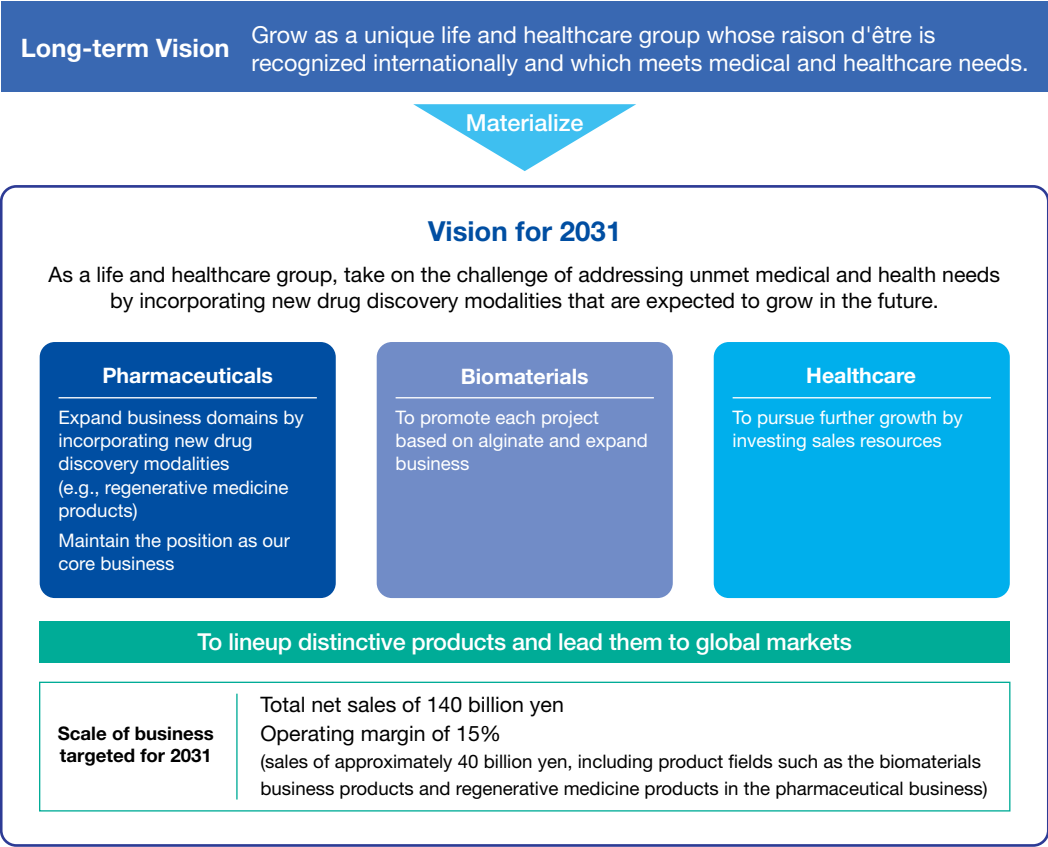 Long-term Vision
Grow as a unique life and healthcare group whose raison d'être is
recognized internationally and which meets medical and healthcare needs.
Materialize
Vision for 2031
As a life and healthcare group, take on the challenge of addressing unmet medical and health needs
by incorporating new drug discovery modalities that are expected to grow in the future.
Pharmaceuticals
Expand business domains by
incorporating new drug
discovery modalities
(e.g., regenerative medicine
products)
Maintain the position as our
core business
Biomaterials
To promote each project
based on alginate and expand
business
Healthcare
To pursue further growth by
investing sales resources
To lineup distinctive products and lead them to global markets
Scale of business
targeted for 2031
Total net sales of 140 billion yen
Operating margin of 15%
(sales of approximately 40 billion yen, including product fields such as the biomaterials
business products and regenerative medicine products in the pharmaceutical business)